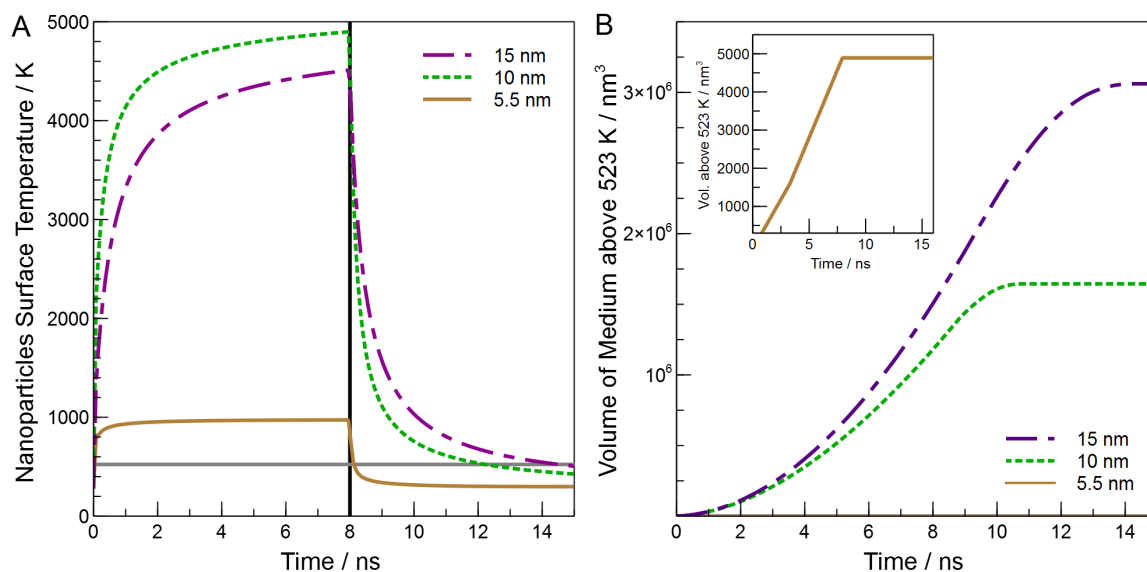 A
Nanoparticles Surface Temperature / K
5000
4000
3000
2000
1000
0
0 2 4 6 8 10 12 14
Time / ns
15 nm
10 nm
5.5 nm
B
Volume of Medium above 523 K / nm³
3×10⁶
2×10⁶
10⁶
0 2 4 6 8 10 12 14
Time / ns
Vol. above 523 K / nm³
5000
4000
3000
2000
1000
0 5 10 15
Time / ns
15 nm
10 nm
5.5 nm